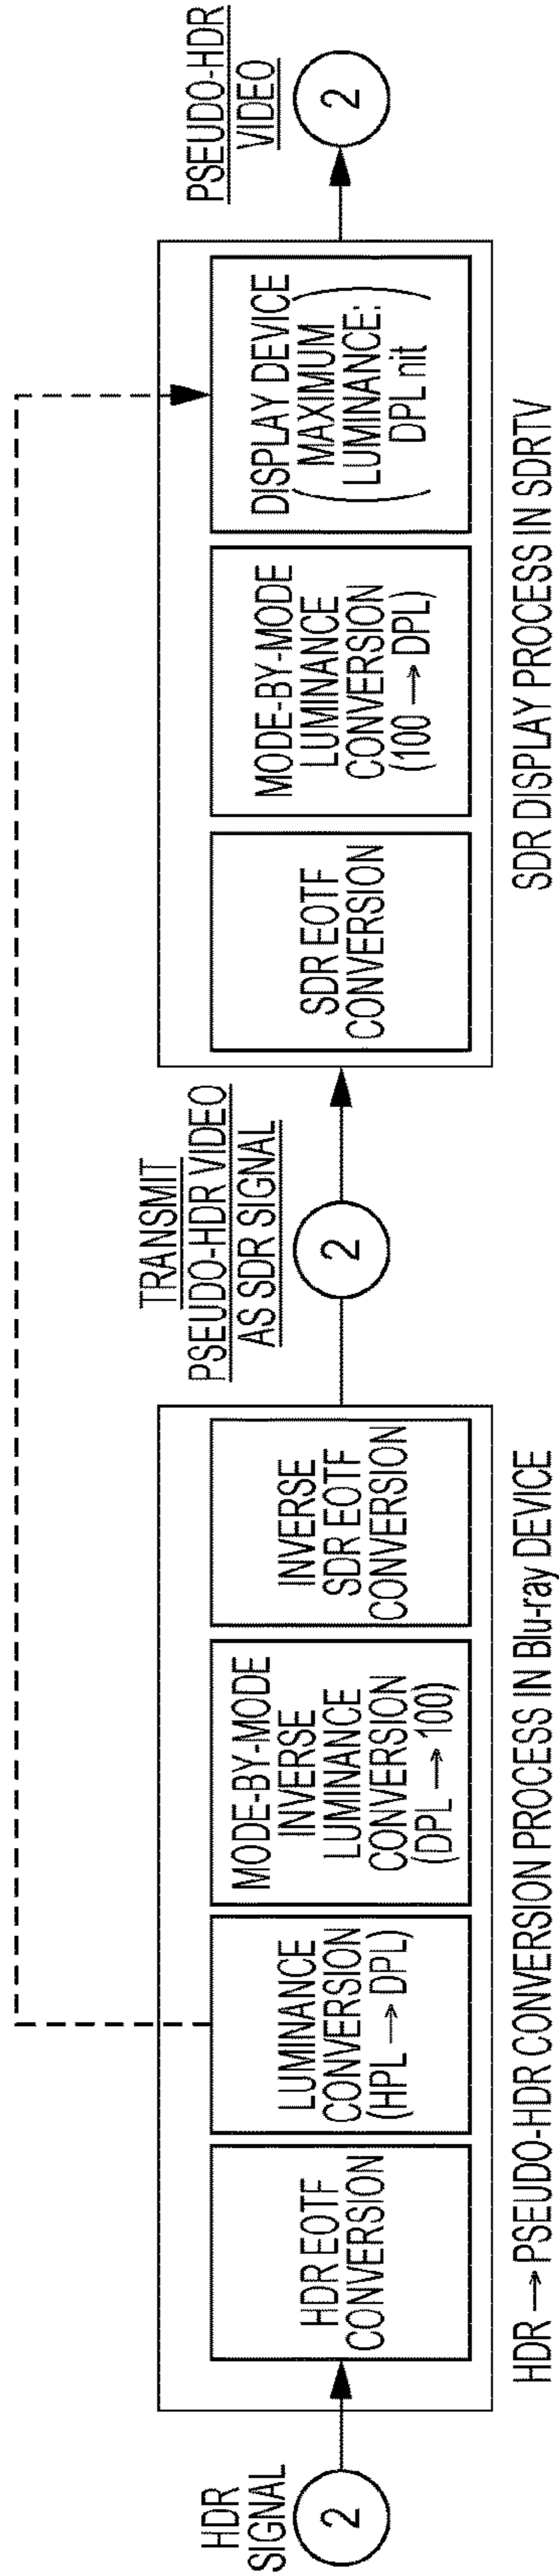 HDR
SIGNAL
2
HDR EOTF
CONVERSION
LUMINANCE
CONVERSION
(HPL → DPL)
MODE-BY-MODE
INVERSE
LUMINANCE
CONVERSION
(DPL → 100)
INVERSE
SDR EOTF
CONVERSION
HDR → PSEUDO-HDR CONVERSION PROCESS IN Blu-ray DEVICE
TRANSMIT
PSEUDO-HDR VIDEO
AS SDR SIGNAL
2
SDR EOTF
CONVERSION
MODE-BY-MODE
LUMINANCE
CONVERSION
(100 → DPL)
DISPLAY DEVICE
(MAXIMUM
LUMINANCE:
DPL nit)
SDR DISPLAY PROCESS IN SDRTV
PSEUDO-HDR
VIDEO
2